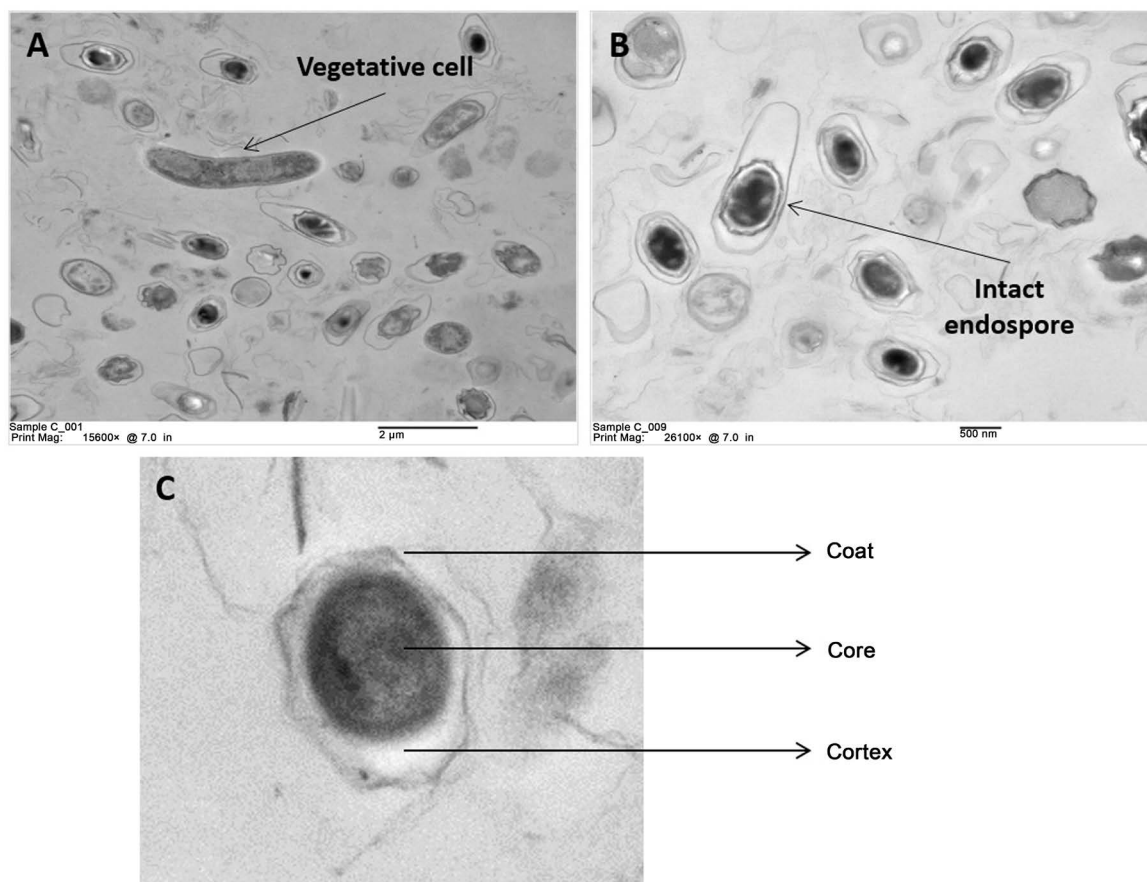 A
Vegetative cell
Sample C_001
Print Mag: 15600× @ 7.0 in
2 µm
B
Intact
endospore
Sample C_009
Print Mag: 26100× @ 7.0 in
500 nm
C
Coat
Core
Cortex